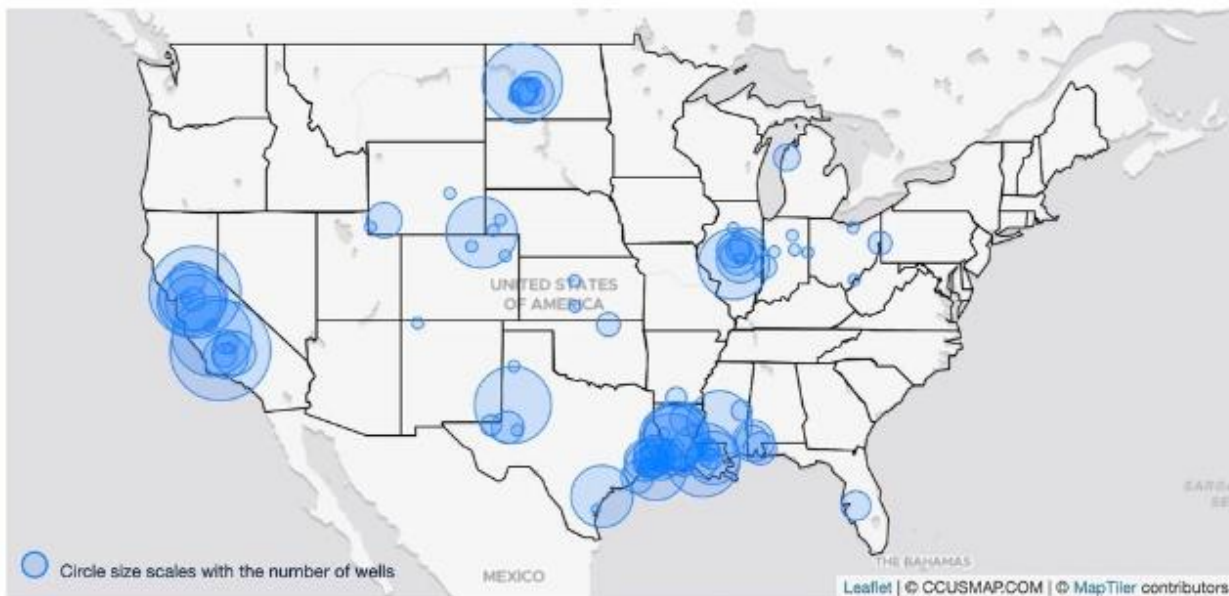 UNITED STATES
OF AMERICA
Circle size scales with the number of wells
MEXICO
THE BAHAMAS
Leaflet | © CCUSMAP.COM | © MapTiler contributors